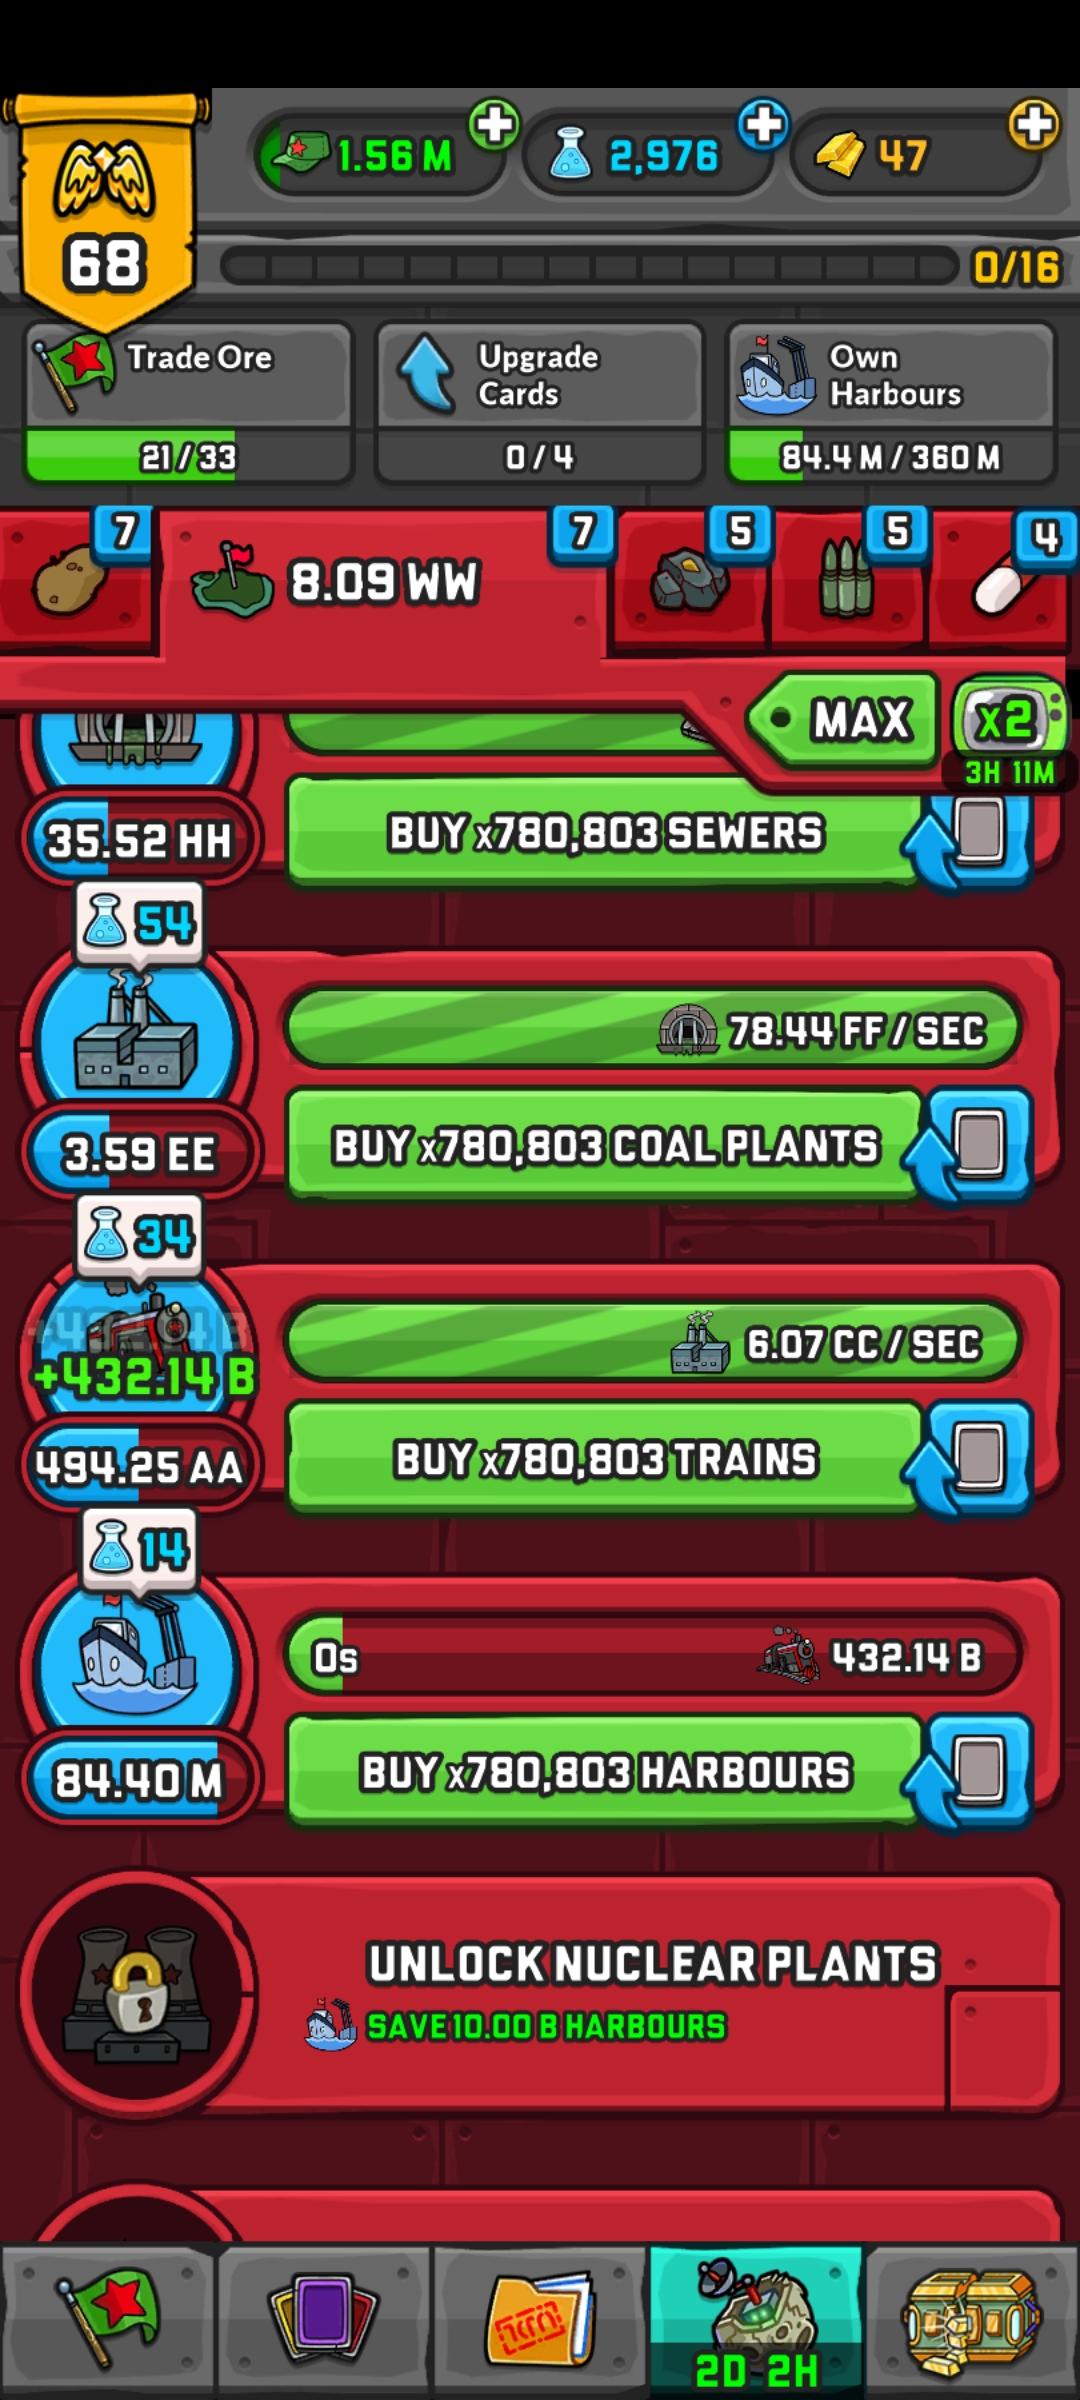 1.56 M
2,976
47
68
0/16
Trade Ore
21/33
Upgrade
Cards
0/4
Own
Harbours
84.4 M / 360 M
7
8.09 WW
7
5
5
4
MAX
x2
3H 11M
35.52 HH
BUY x780,803 SEWERS
54
78.44 FF / SEC
3.59 EE
BUY x780,803 COAL PLANTS
34
+432.14 B
6.07 CC / SEC
494.25 AA
BUY x780,803 TRAINS
14
0s
432.14 B
84.40 M
BUY x780,803 HARBOURS
UNLOCK NUCLEAR PLANTS
SAVE 10.00 B HARBOURS
2D 2H